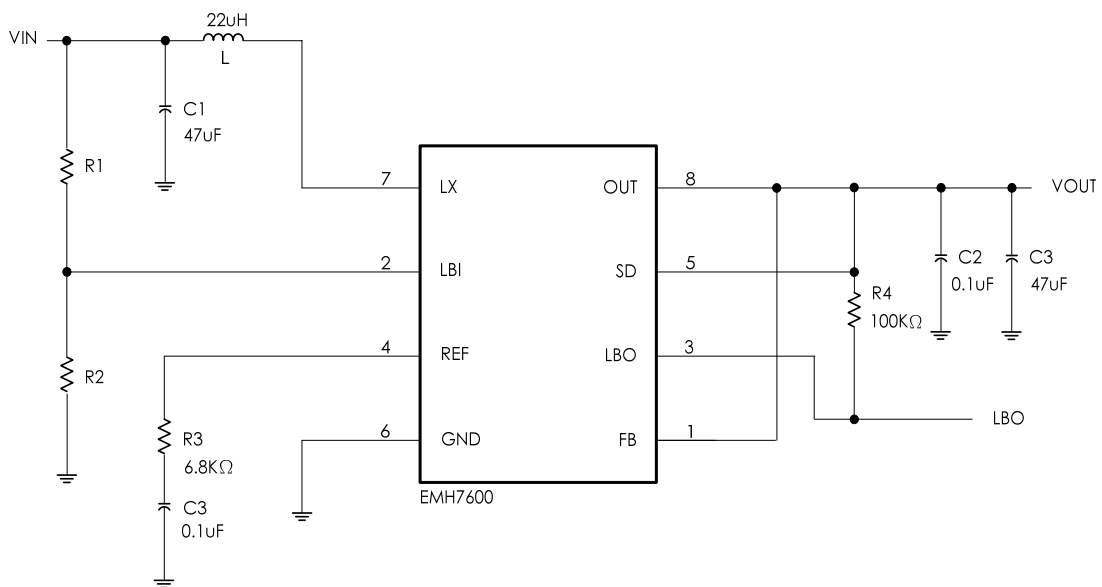 VIN
22uH
L
C1
47uF
R1
R2
R3
6.8KΩ
C3
0.1uF
7
2
4
6
LX
LBI
REF
GND
OUT
SD
LBO
FB
8
5
3
1
EMH7600
VOUT
C2
0.1uF
C3
47uF
R4
100KΩ
LBO